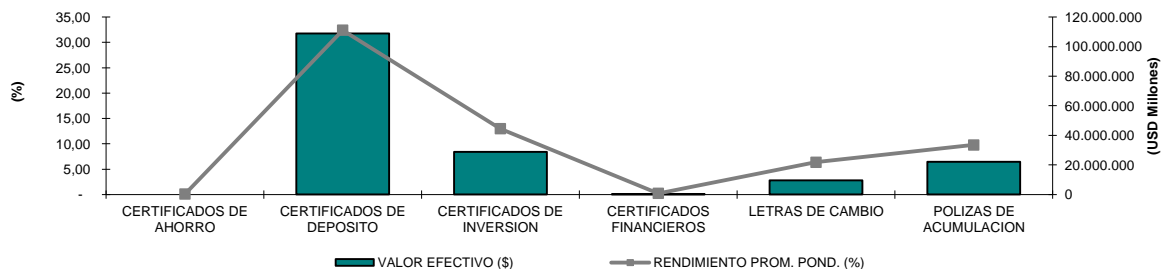 35,00
30,00
25,00
20,00
15,00
10,00
5,00
-
(%)
120.000.000
100.000.000
80.000.000
60.000.000
40.000.000
20.000.000
0
(USD Millones)
CERTIFICADOS DE AHORRO
CERTIFICADOS DE DEPOSITO
CERTIFICADOS DE INVERSION
CERTIFICADOS FINANCIEROS
LETRAS DE CAMBIO
POLIZAS DE ACUMULACION
VALOR EFECTIVO ($)
RENDIMIENTO PROM. POND. (%)